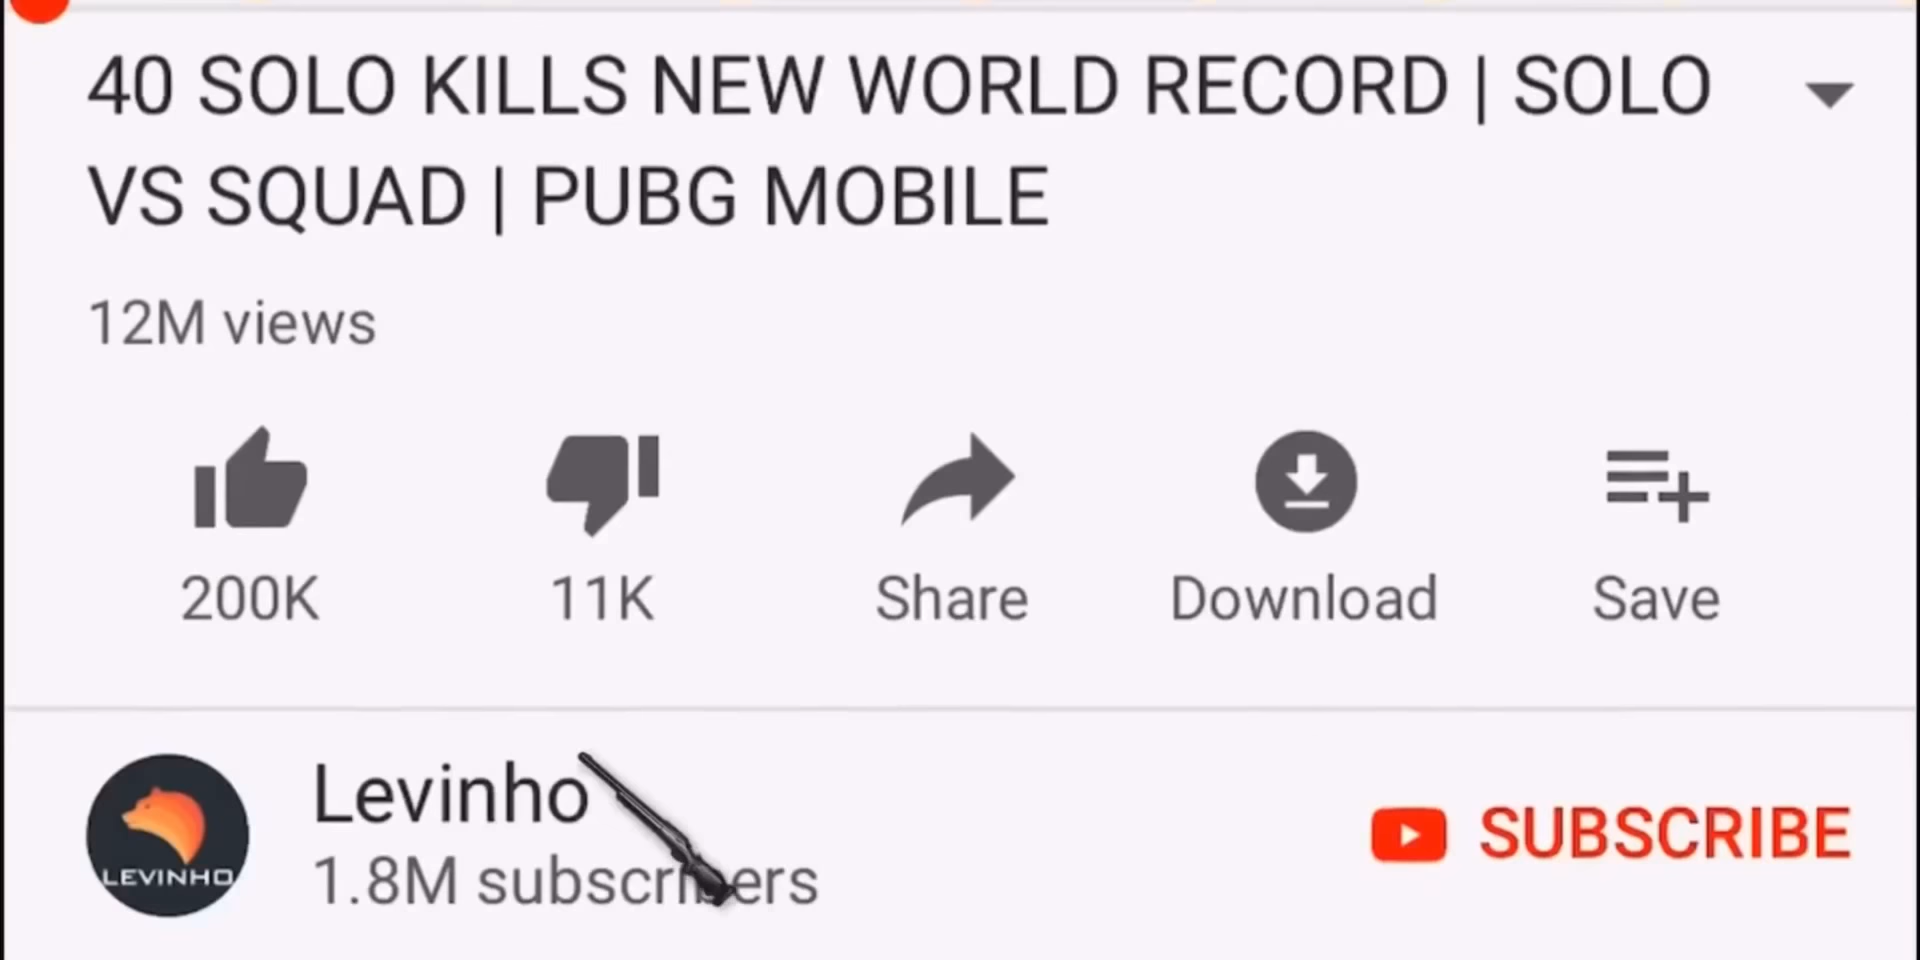 40 SOLO KILLS NEW WORLD RECORD | SOLO
VS SQUAD | PUBG MOBILE
12M views
200K
11K
Share
Download
Save
LEVINHO
Levinho
1.8M subscribers
SUBSCRIBE